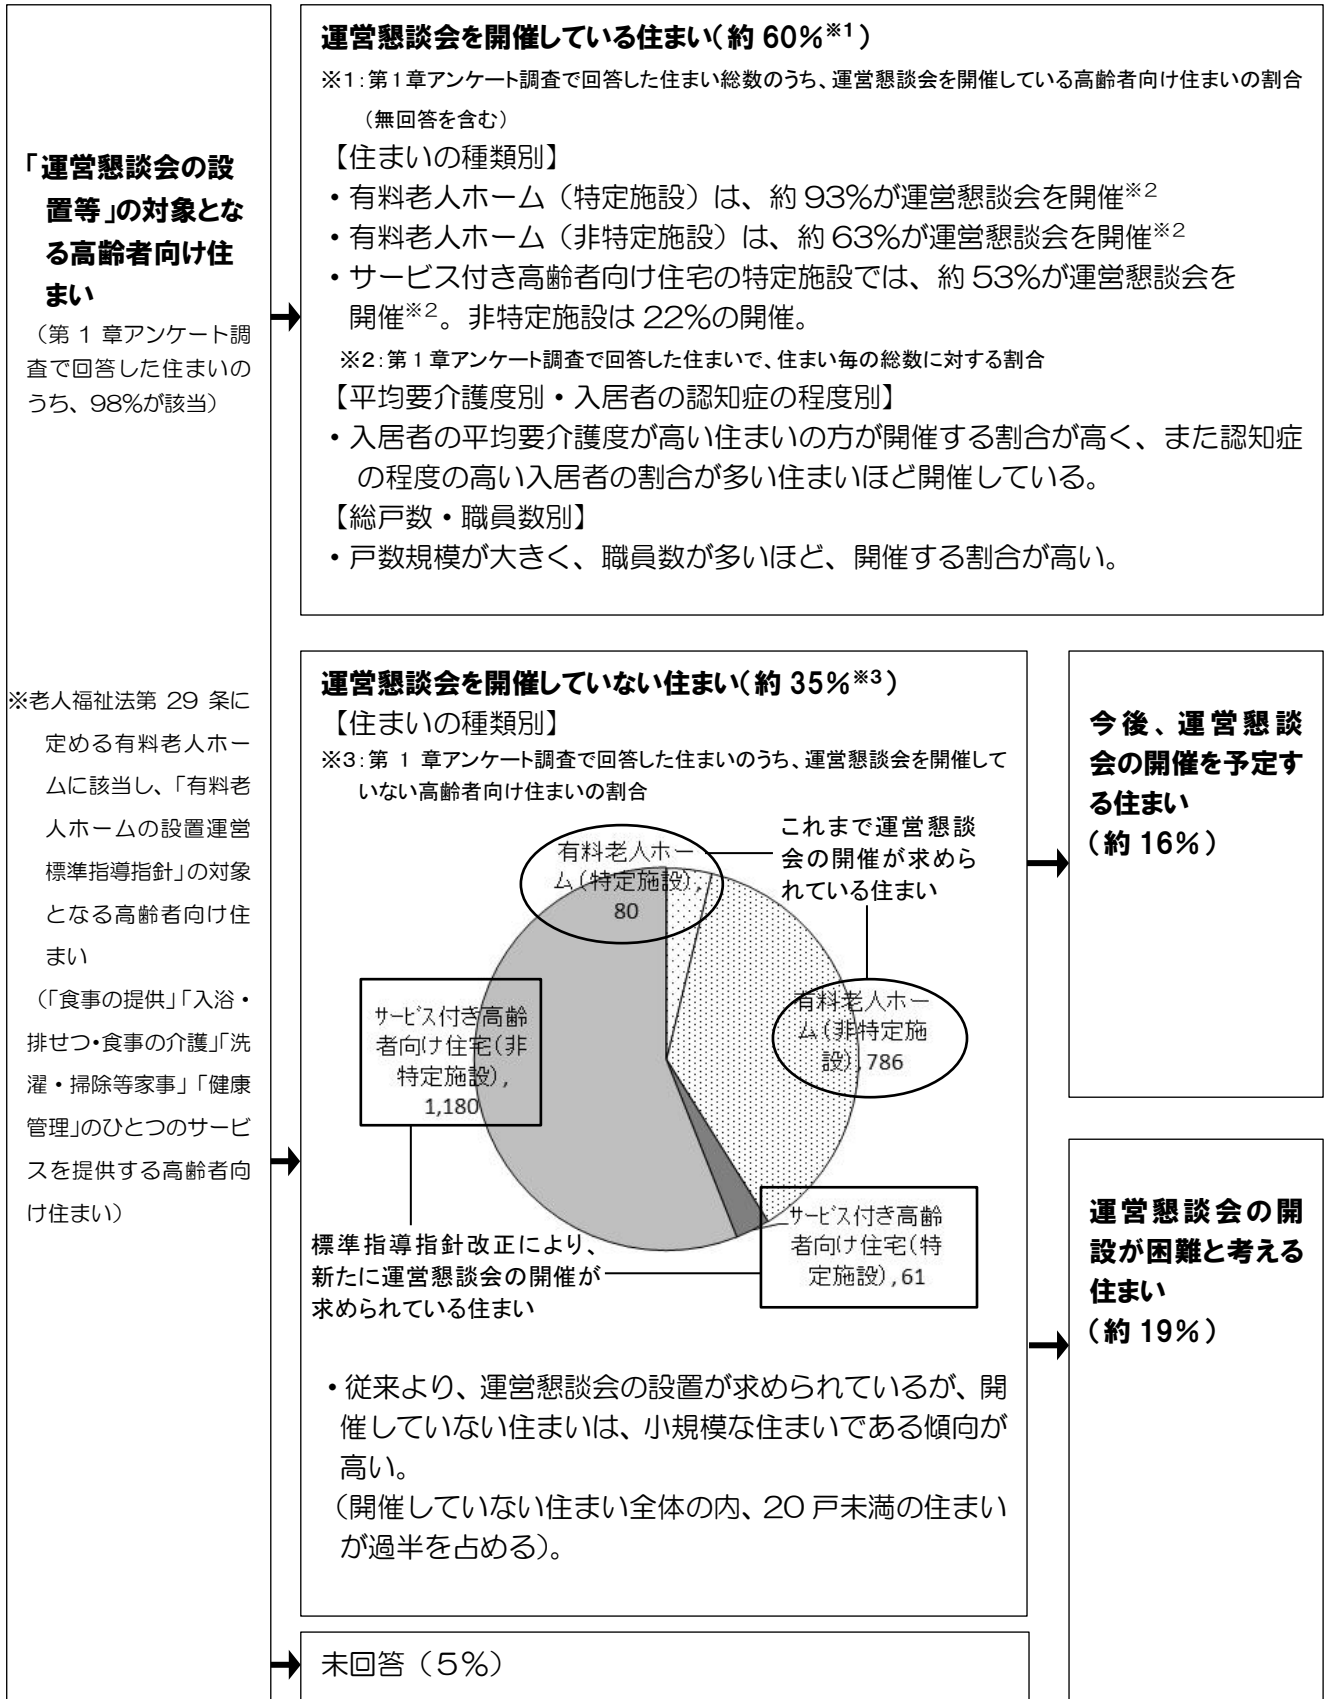 「運営懇談会の設
置等」の対象とな
る高齢者向け住
まい
（第 1 章アンケート調
査で回答した住まいの
うち、98％が該当）
※老人福祉法第 29 条に
定める有料老人ホー
ムに該当し、「有料老
人ホームの設置運営
標準指導指針」の対象
となる高齢者向け住
まい
（「食事の提供」「入浴・
排せつ・食事の介護」「洗
濯・掃除等家事」「健康
管理」のひとつのサービ
スを提供する高齢者向
け住まい）
運営懇談会を開催している住まい（約 60％※1）
※1：第1章アンケート調査で回答した住まい総数のうち、運営懇談会を開催している高齢者向け住まいの割合
（無回答を含む）
【住まいの種類別】
・有料老人ホーム（特定施設）は、約 93％が運営懇談会を開催※2
・有料老人ホーム（非特定施設）は、約 63％が運営懇談会を開催※2
・サービス付き高齢者向け住宅の特定施設では、約 53％が運営懇談会を
開催※2。非特定施設は 22％の開催。
※2：第 1 章アンケート調査で回答した住まいで、住まい毎の総数に対する割合
【平均要介護度別・入居者の認知症の程度別】
・入居者の平均要介護度が高い住まいの方が開催する割合が高く、また認知症
の程度の高い入居者の割合が多い住まいほど開催している。
【総戸数・職員数別】
・戸数規模が大きく、職員数が多いほど、開催する割合が高い。
運営懇談会を開催していない住まい（約 35％※3）
【住まいの種類別】
※3：第 1 章アンケート調査で回答した住まいのうち、運営懇談会を開催して
いない高齢者向け住まいの割合
有料老人ホー
ム（特定施設）,
80
これまで運営懇談
会の開催が求めら
れている住まい
有料老人ホー
ム（非特定施
設）, 786
サービス付き高齢
者向け住宅（非
特定施設）,
1,180
サービス付き高齢
者向け住宅（特
定施設）, 61
標準指導指針改正により、
新たに運営懇談会の開催が
求められている住まい
・従来より、運営懇談会の設置が求められているが、開
催していない住まいは、小規模な住まいである傾向が
高い。
（開催していない住まい全体の内、20 戸未満の住まい
が過半を占める）。
未回答（5％）
今後、運営懇談
会の開催を予定す
る住まい
（約 16％）
運営懇談会の開
設が困難と考える
住まい
（約 19％）